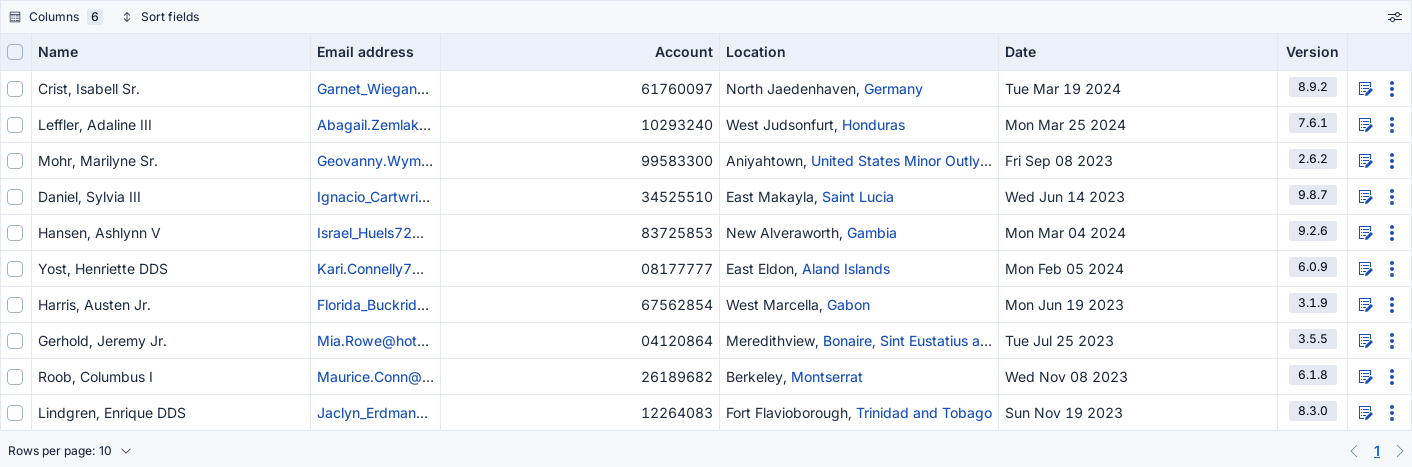 Columns 6 Sort fields
Name Email address Account Location Date Version
Crist, Isabell Sr. Garnet_Wiegan... 61760097 North Jaedenhaven, Germany Tue Mar 19 2024 8.9.2
Leffler, Adaline III Abagail.Zemlak... 10293240 West Judsonfurt, Honduras Mon Mar 25 2024 7.6.1
Mohr, Marilyne Sr. Geovanny.Wym... 99583300 Aniyahtown, United States Minor Outly... Fri Sep 08 2023 2.6.2
Daniel, Sylvia III Ignacio_Cartwri... 34525510 East Makayla, Saint Lucia Wed Jun 14 2023 9.8.7
Hansen, Ashlynn V Israel_Huels72... 83725853 New Alveraworth, Gambia Mon Mar 04 2024 9.2.6
Yost, Henriette DDS Kari.Connelly7... 08177777 East Eldon, Aland Islands Mon Feb 05 2024 6.0.9
Harris, Austen Jr. Florida_Buckrid... 67562854 West Marcella, Gabon Mon Jun 19 2023 3.1.9
Gerhold, Jeremy Jr. Mia.Rowe@hot... 04120864 Meredithview, Bonaire, Sint Eustatius a... Tue Jul 25 2023 3.5.5
Roob, Columbus I Maurice.Conn@... 26189682 Berkeley, Montserrat Wed Nov 08 2023 6.1.8
Lindgren, Enrique DDS Jaclyn_Erdman... 12264083 Fort Flavioborough, Trinidad and Tobago Sun Nov 19 2023 8.3.0
Rows per page: 10 1